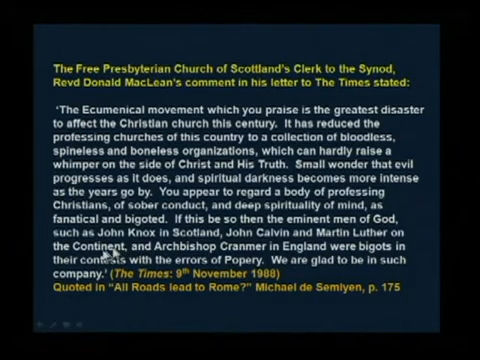 The Free Presbyterian Church of Scottland's Clerk to the Synod,
Revd Donald MacLean's comment in his letter to The Times stated:
'The Ecumenical movement which you praise is the greatest disaster
to affect the Christian church this century.  It has reduced the
professing churches of this country to a collection of bloodless,
spineless and boneless organizations, which can hardly raise a
whimper on the side of Christ and His Truth.  Small wonder that evil
progresses as it does, and spiritual darkness becomes more intense
as the years go by.  You appear to regard a body of professing
Christians, of sober conduct, and deep spirituality of mind, as
fanatical and bigoted.  If this be so then the eminent men of God,
such as John Knox in Scotland, John Calvin and Martin Luther on
the Continent, and Archbishop Cranmer in England were bigots in
their contests with the errors of Popery.  We are glad to be in such
company.' (The Times: 9th November 1988)
Quoted in "All Roads lead to Rome?" Michael de Semlyen, p. 175